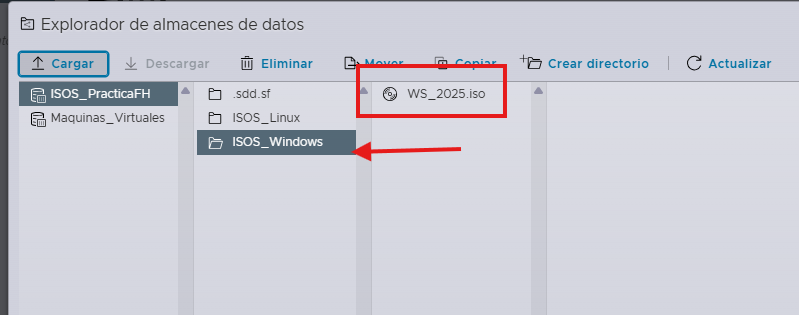 Explorador de almacenes de datos
Cargar Descargar Eliminar Mover Copiar Crear directorio Actualizar
ISOS_PracticaFH .sdd.sf WS_2025.iso
Maquinas_Virtuales ISOS_Linux
ISOS_Windows